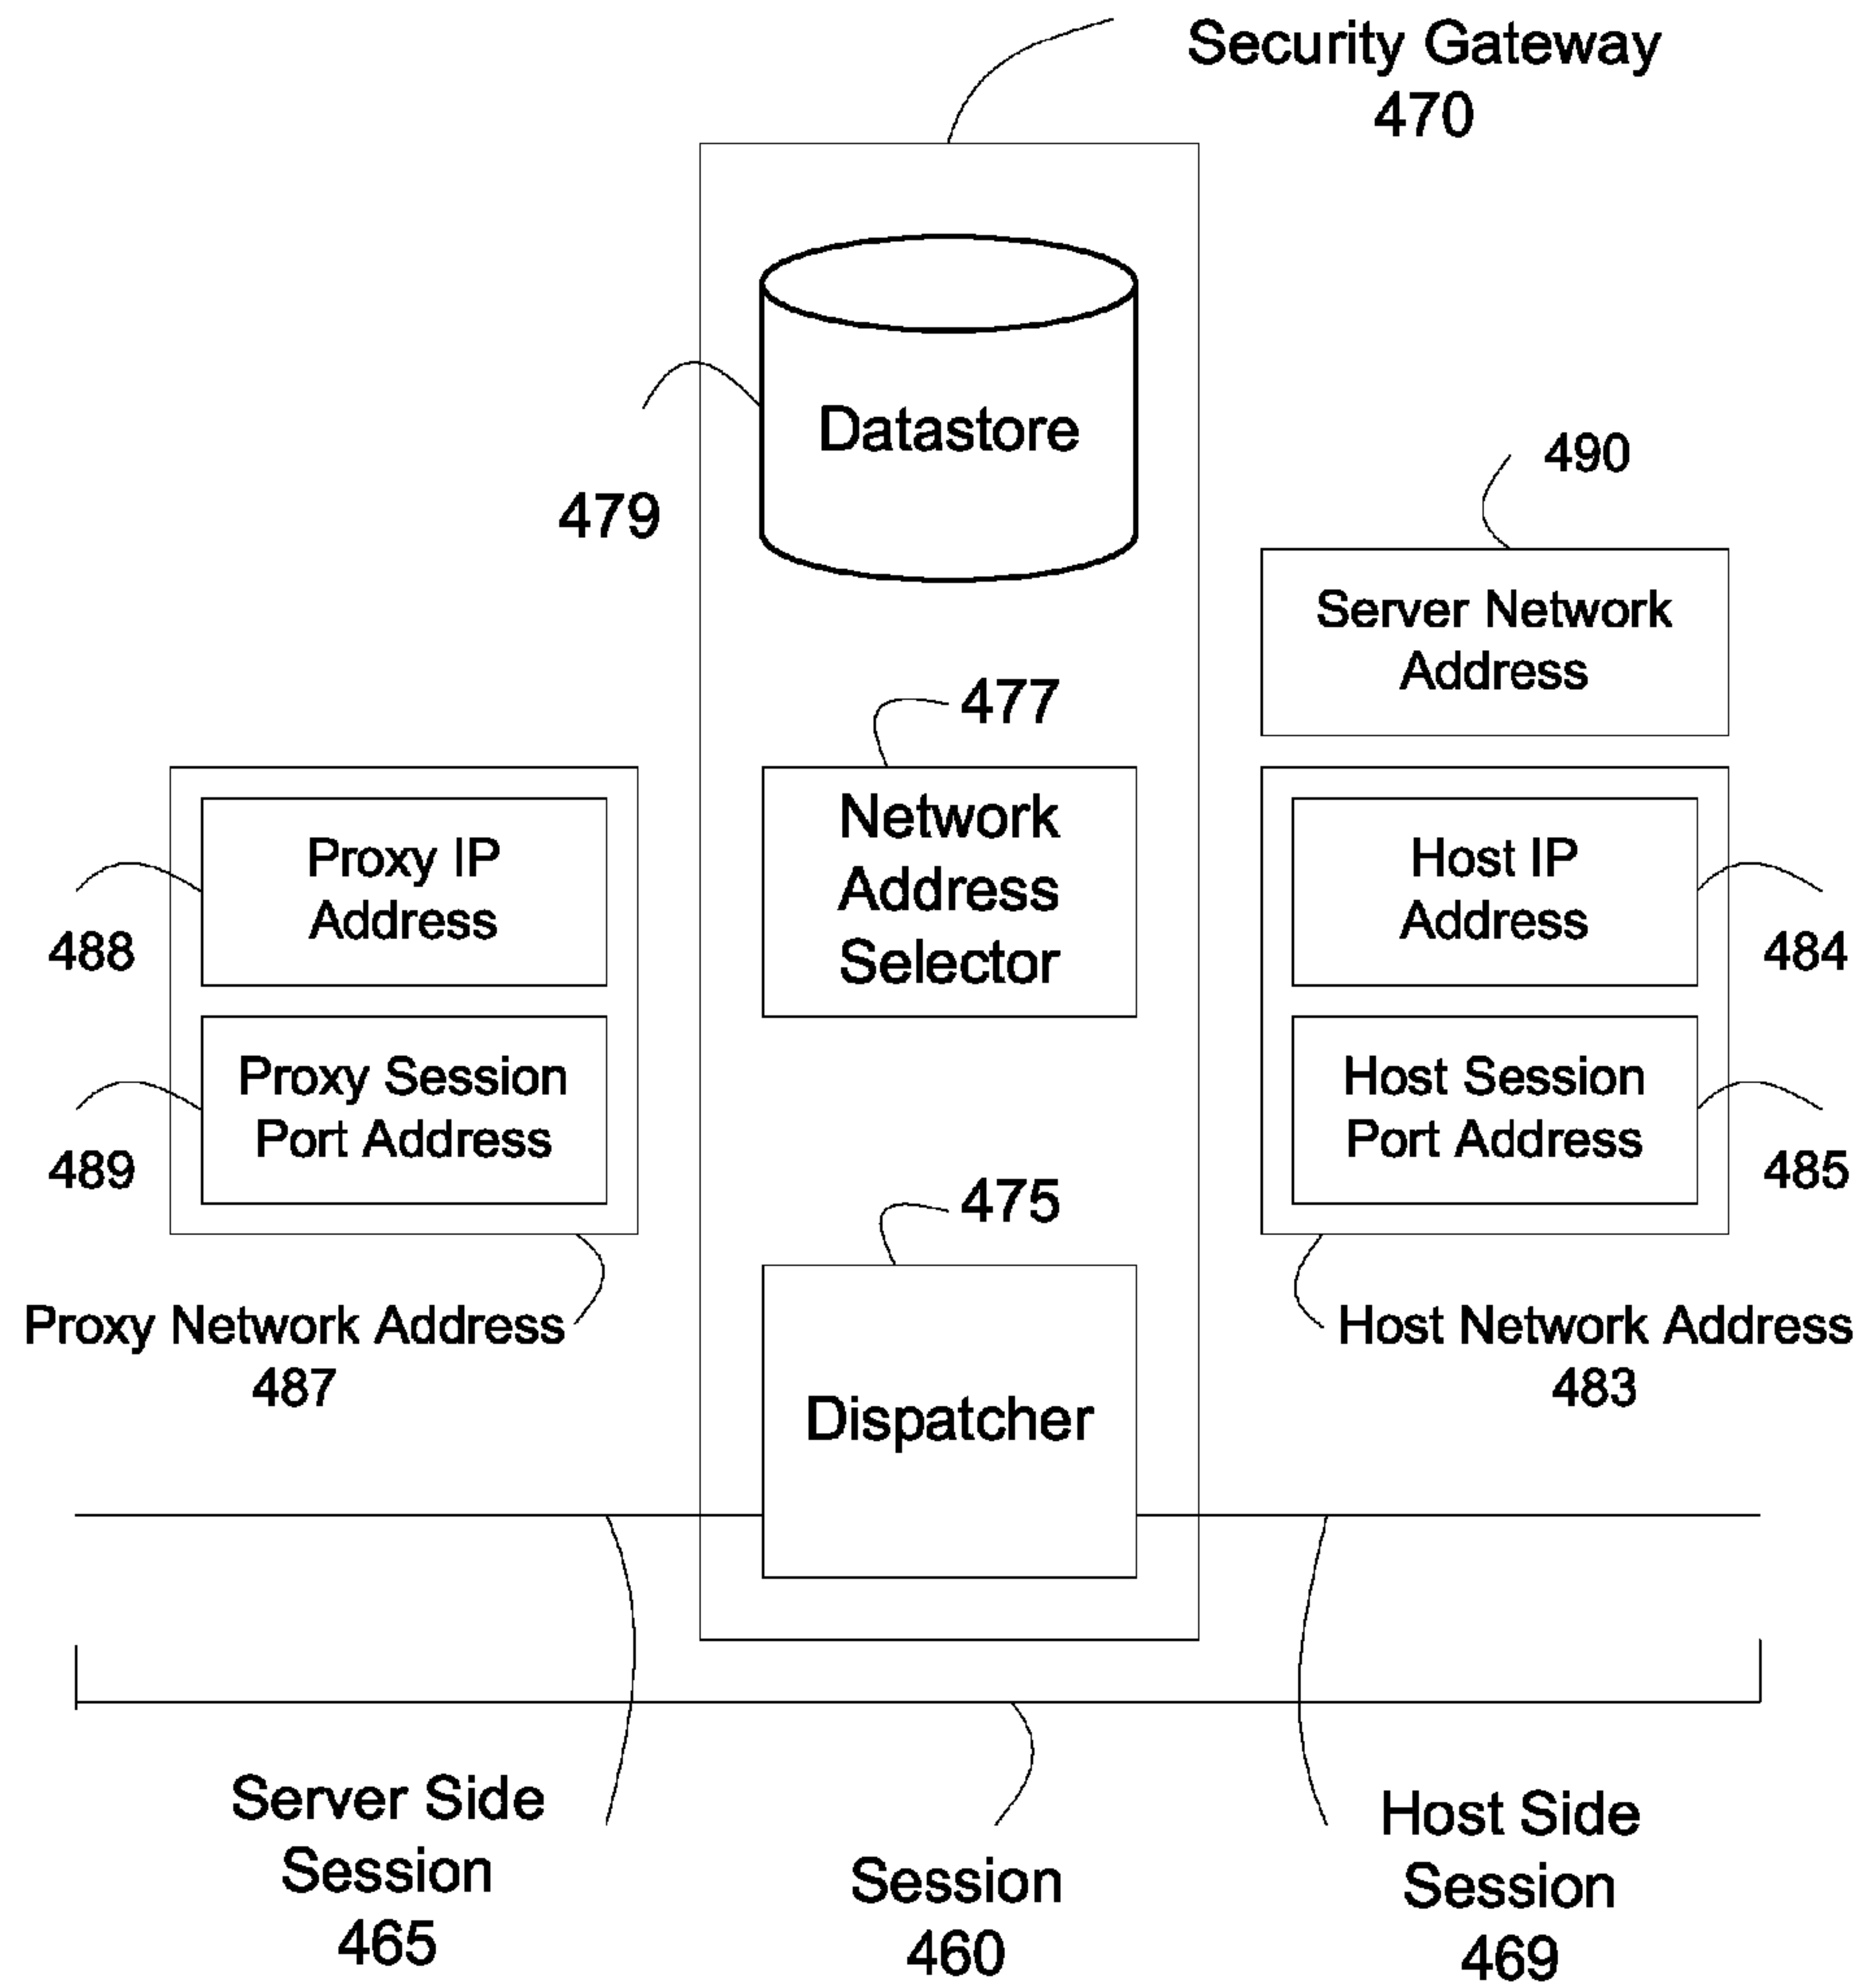 Security Gateway
470
Datastore
479
490
Server Network
Address
477
Network
Address
Selector
Proxy IP
Address
488
Host IP
Address
484
Proxy Session
Port Address
489
Host Session
Port Address
485
475
Proxy Network Address
487
Host Network Address
483
Dispatcher
Server Side
Session
465
Session
460
Host Side
Session
469